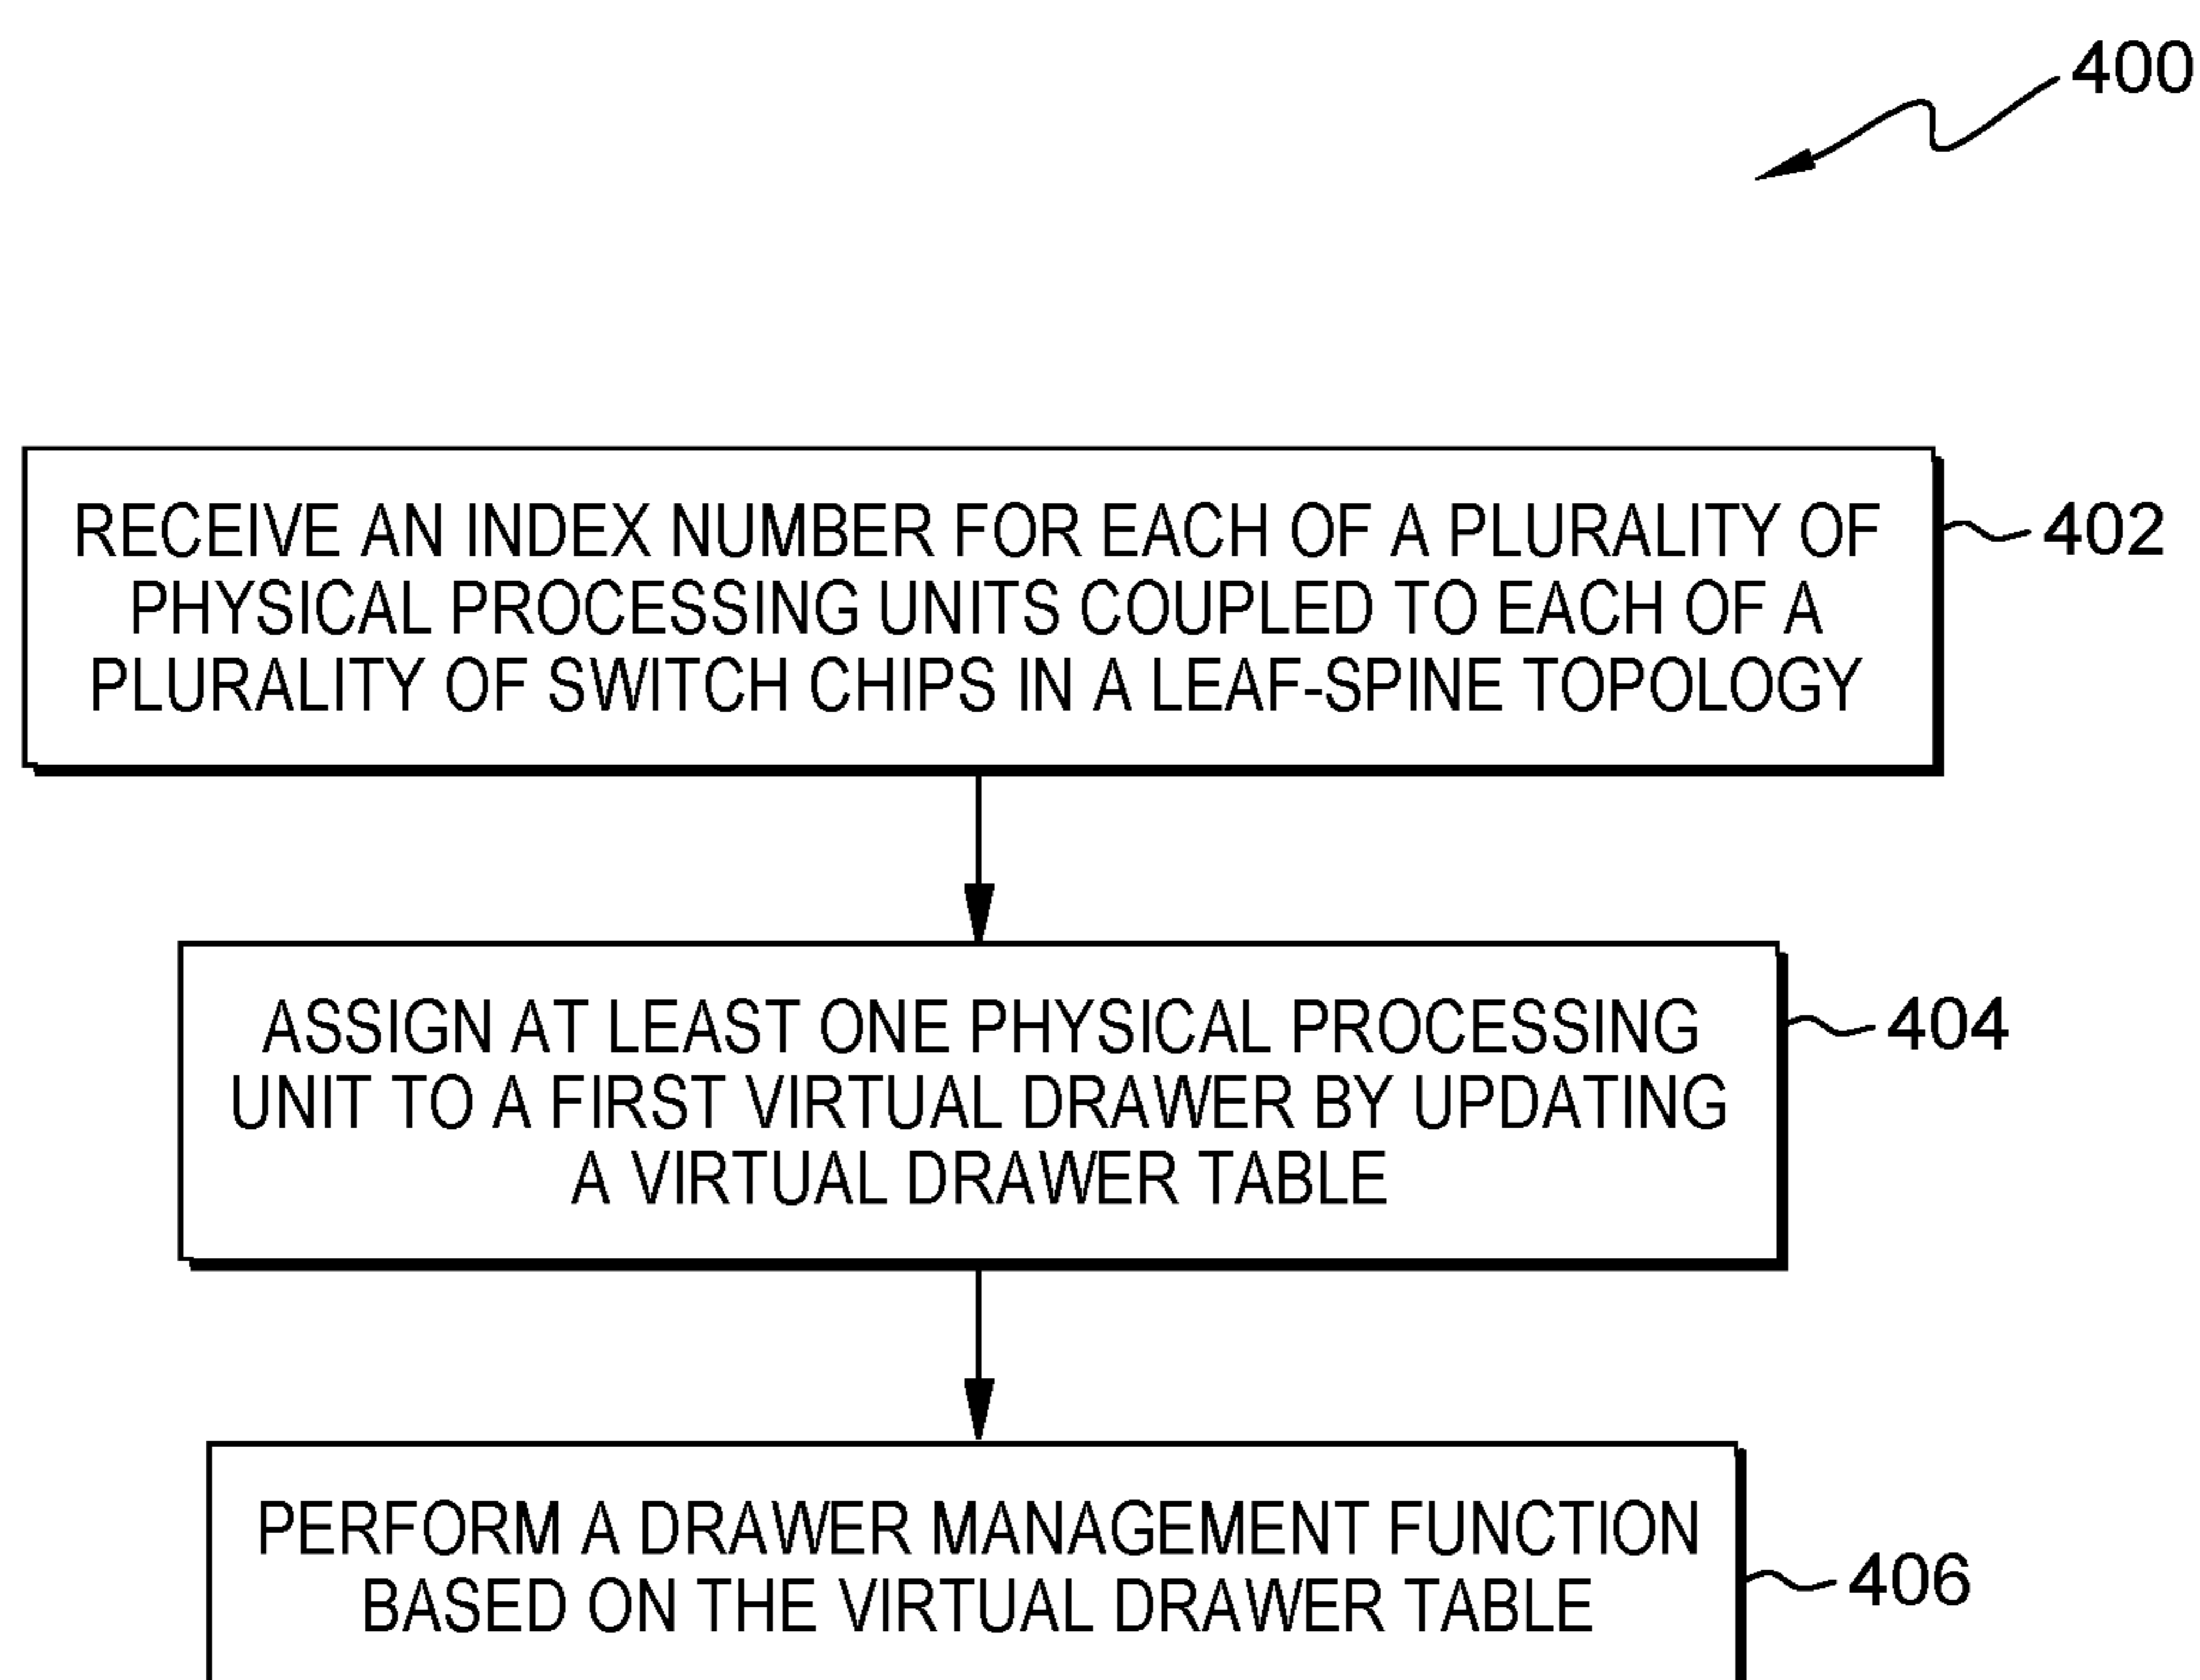 400
RECEIVE AN INDEX NUMBER FOR EACH OF A PLURALITY OF
PHYSICAL PROCESSING UNITS COUPLED TO EACH OF A
PLURALITY OF SWITCH CHIPS IN A LEAF-SPINE TOPOLOGY
402
ASSIGN AT LEAST ONE PHYSICAL PROCESSING
UNIT TO A FIRST VIRTUAL DRAWER BY UPDATING
A VIRTUAL DRAWER TABLE
404
PERFORM A DRAWER MANAGEMENT FUNCTION
BASED ON THE VIRTUAL DRAWER TABLE
406